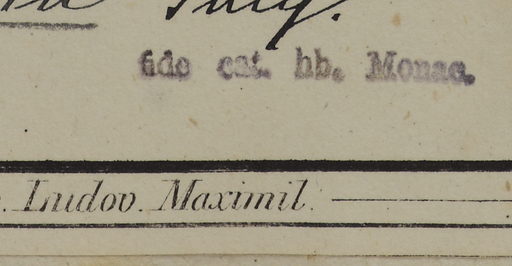 fide cat. hb. Monac.
. Ludov. Maximil.